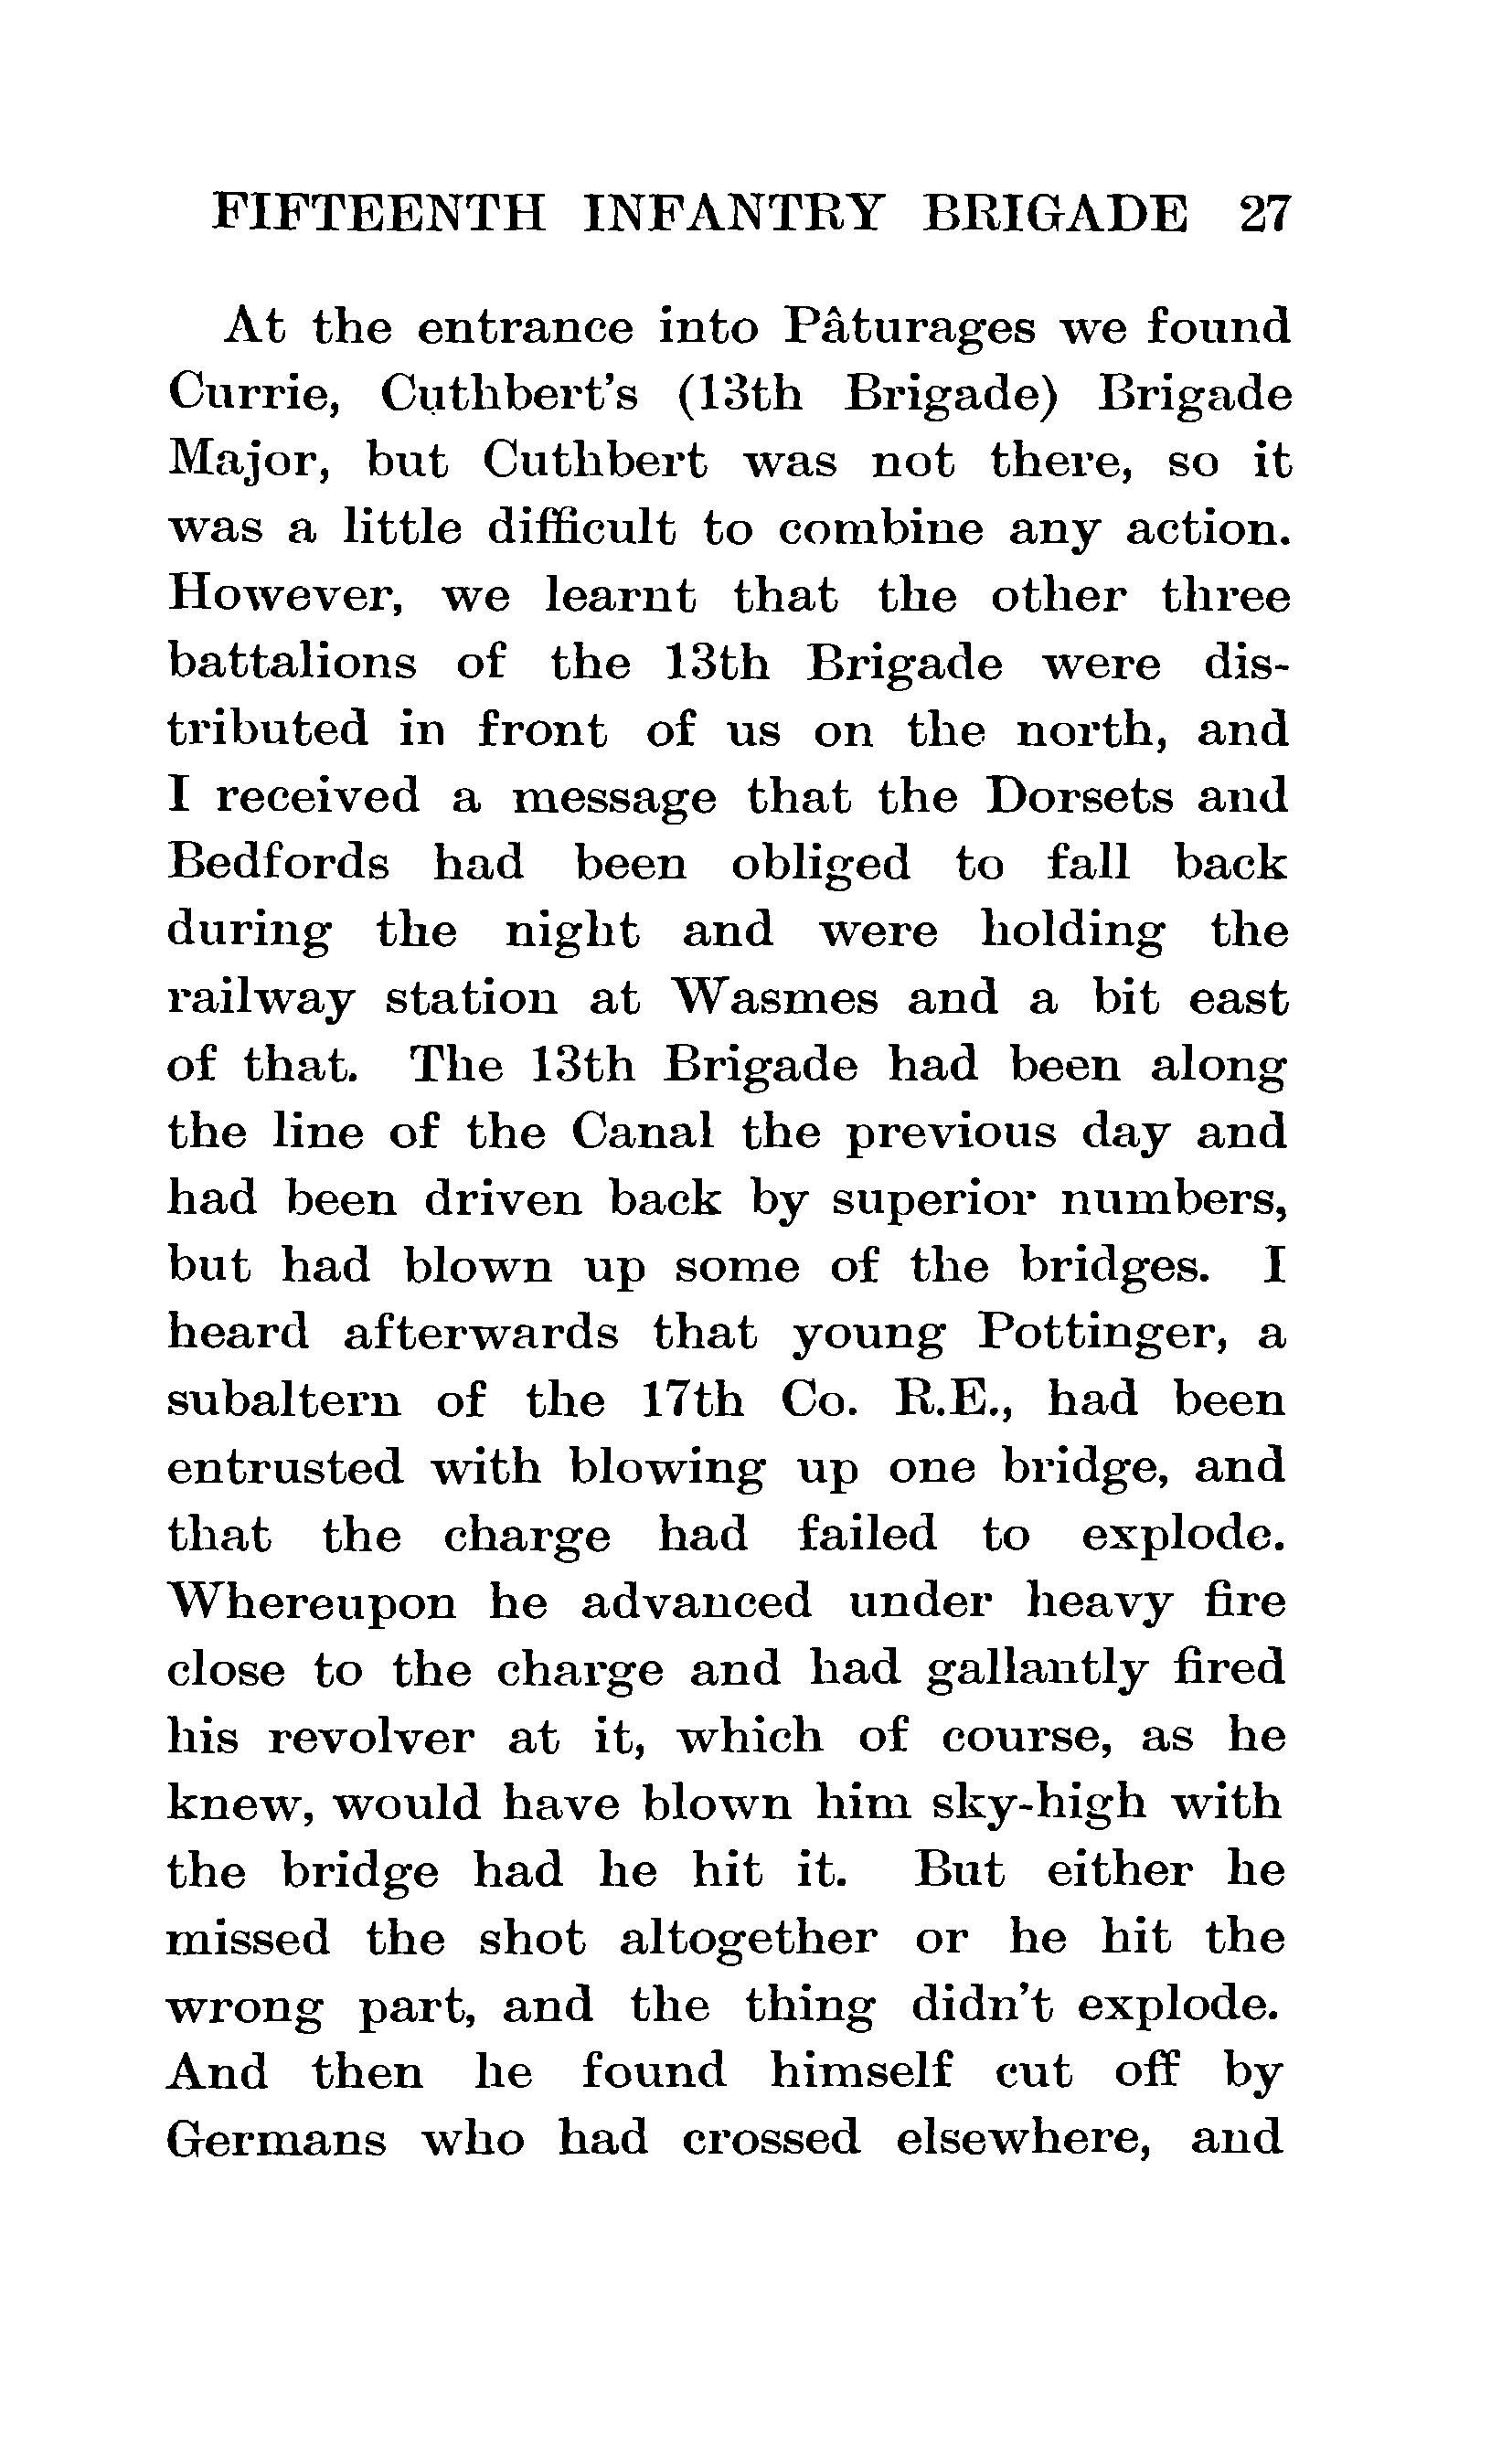 FIFTEENTH INFANTRY BRIGADE 27
At the entrance into Pâturages we found
Currie, Cuthbert's (13th Brigade) Brigade
Major, but Cuthbert was not there, so it
was a little difficult to combine any action.
However, we learnt that the other three
battalions of the 13th Brigade were dis-
tributed in front of us on the north, and
I received a message that the Dorsets and
Bedfords had been obliged to fall back
during the night and were holding the
railway station at Wasmes and a bit east
of that. The 13th Brigade had been along
the line of the Canal the previous day and
had been driven back by superior numbers,
but had blown up some of the bridges. I
heard afterwards that young Pottinger, a
subaltern of the 17th Co. R.E., had been
entrusted with blowing up one bridge, and
that the charge had failed to explode.
Whereupon he advanced under heavy fire
close to the charge and had gallantly fired
his revolver at it, which of course, as he
knew, would have blown him sky-high with
the bridge had he hit it. But either he
missed the shot altogether or he hit the
wrong part, and the thing didn't explode.
And then he found himself cut off by
Germans who had crossed elsewhere, and